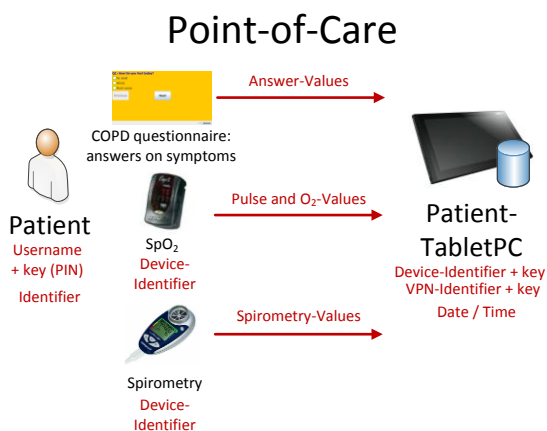 Point-of-Care
Answer-Values
COPD questionnaire:
answers on symptoms
Patient
Username
+ key (PIN)
Identifier
Pulse and O₂-Values
SpO₂
Device-
Identifier
Spirometry-Values
Spirometry
Device-
Identifier
Patient-
TabletPC
Device-Identifier + key
VPN-Identifier + key
Date / Time